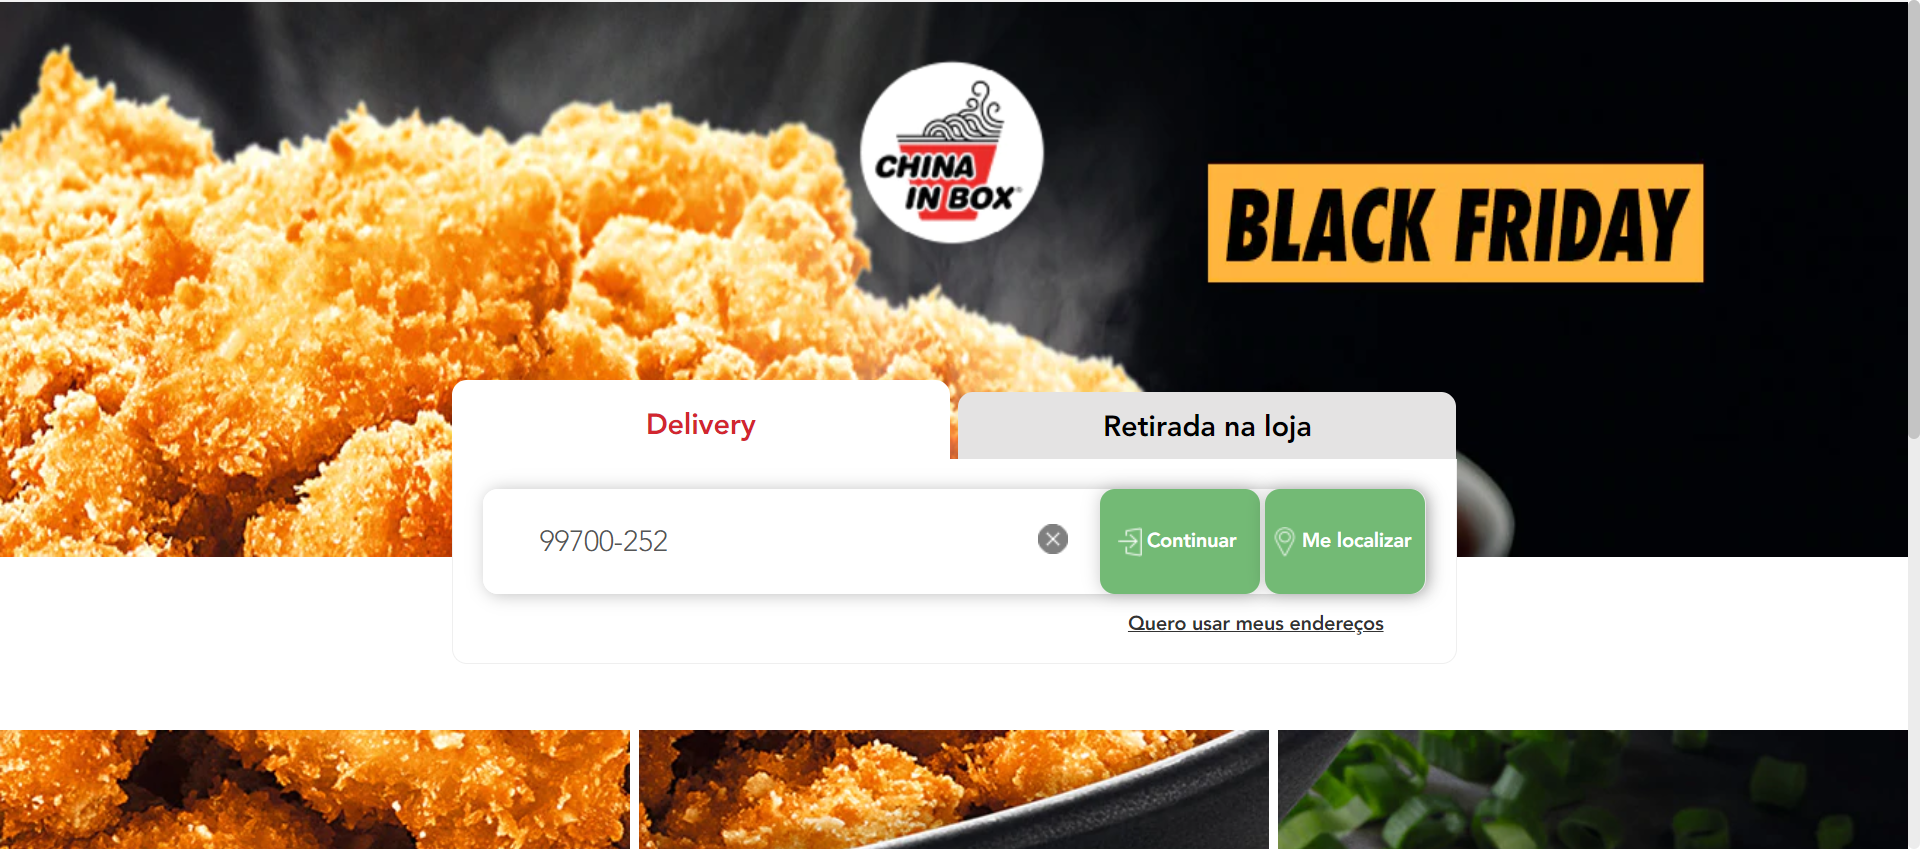 CHINA
IN BOX®
BLACK FRIDAY
Delivery
Retirada na loja
99700-252
Continuar
Me localizar
Quero usar meus endereços